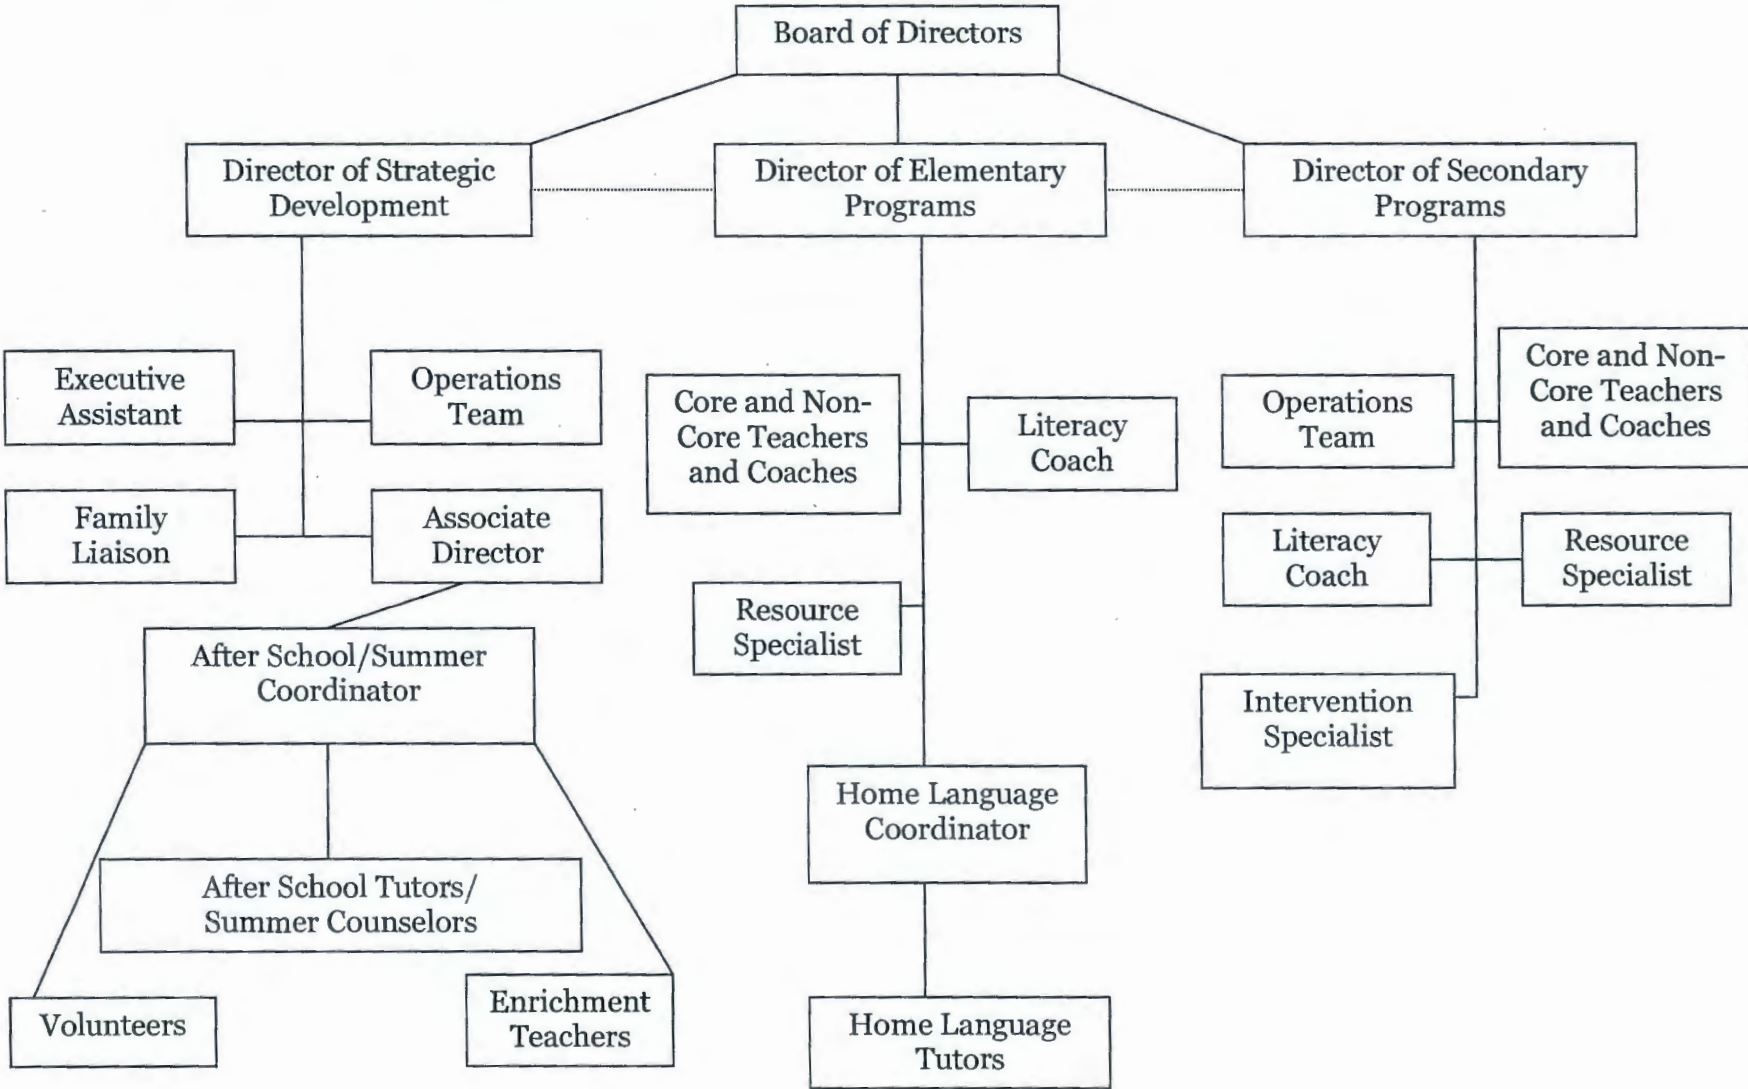 Board of Directors
Director of Strategic
Development
Director of Elementary
Programs
Director of Secondary
Programs
Executive
Assistant
Operations
Team
Family
Liaison
Associate
Director
After School/Summer
Coordinator
After School Tutors/
Summer Counselors
Volunteers
Enrichment
Teachers
Core and Non-
Core Teachers
and Coaches
Literacy
Coach
Resource
Specialist
Home Language
Coordinator
Home Language
Tutors
Operations
Team
Core and Non-
Core Teachers
and Coaches
Literacy
Coach
Resource
Specialist
Intervention
Specialist